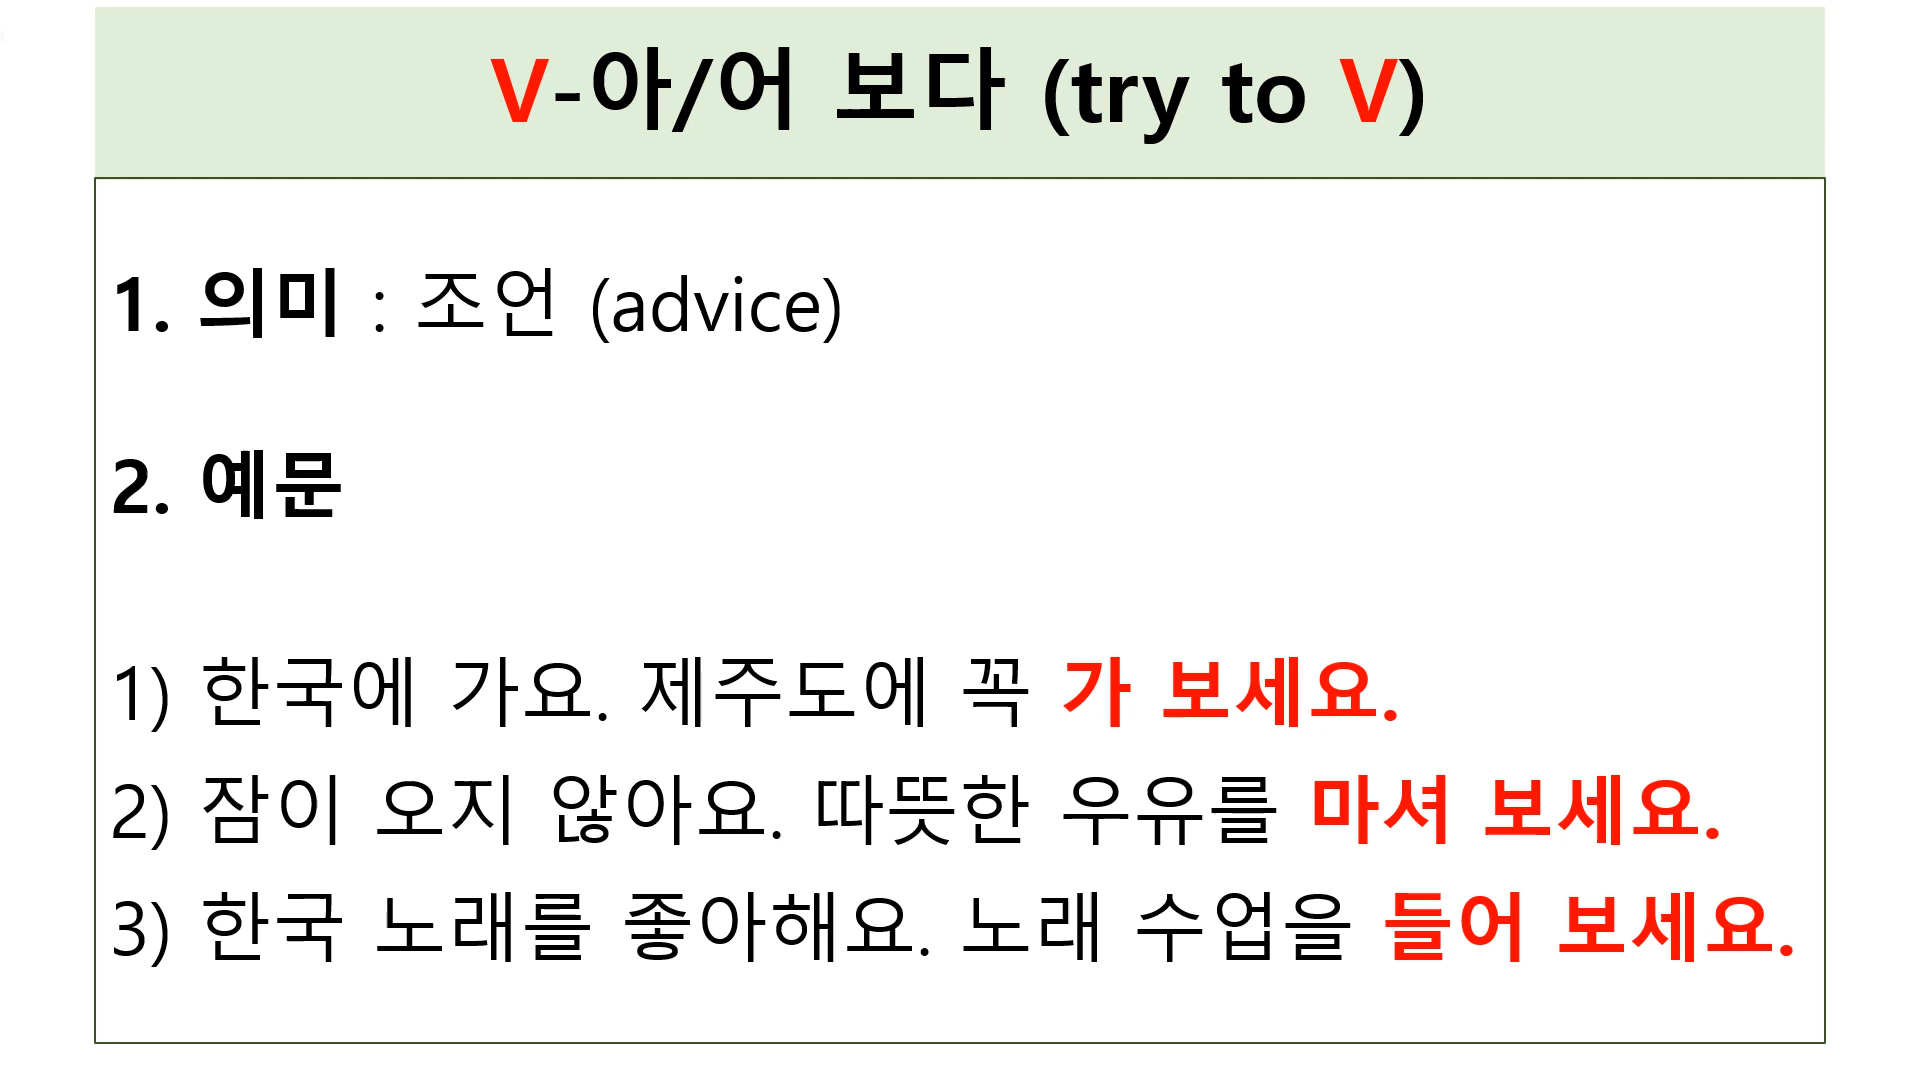 V-아/어 보다 (try to V)
1. 의미 : 조언 (advice)
2. 예문
1) 한국에 가요. 제주도에 꼭 가 보세요.
2) 잠이 오지 않아요. 따뜻한 우유를 마셔 보세요.
3) 한국 노래를 좋아해요. 노래 수업을 들어 보세요.